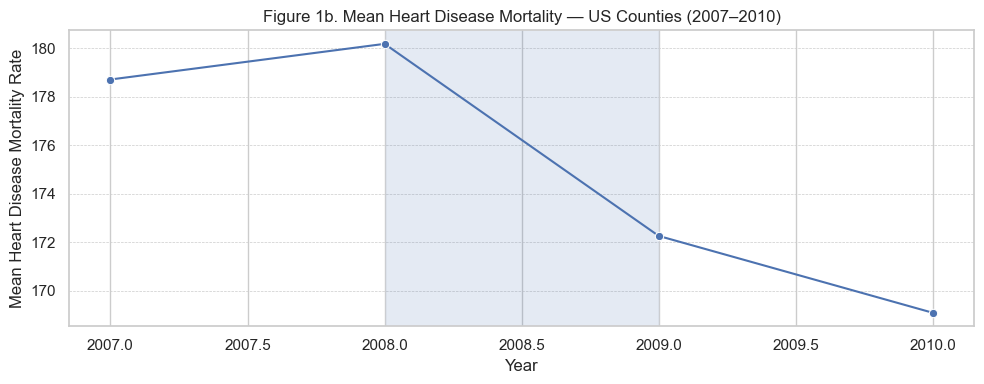 Figure 1b. Mean Heart Disease Mortality — US Counties (2007–2010)
Mean Heart Disease Mortality Rate
180
178
176
174
172
170
2007.0 2007.5 2008.0 2008.5 2009.0 2009.5 2010.0
Year